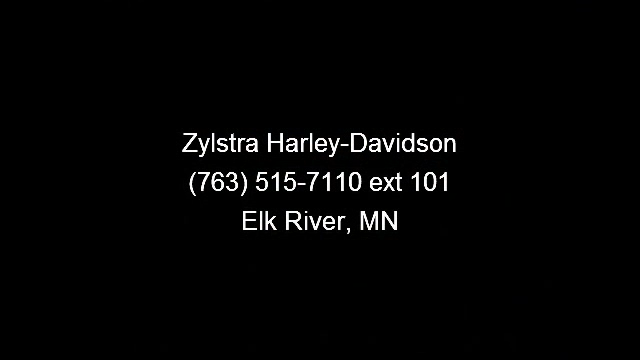 Zylstra Harley-Davidson
(763) 515-7110 ext 101
Elk River, MN